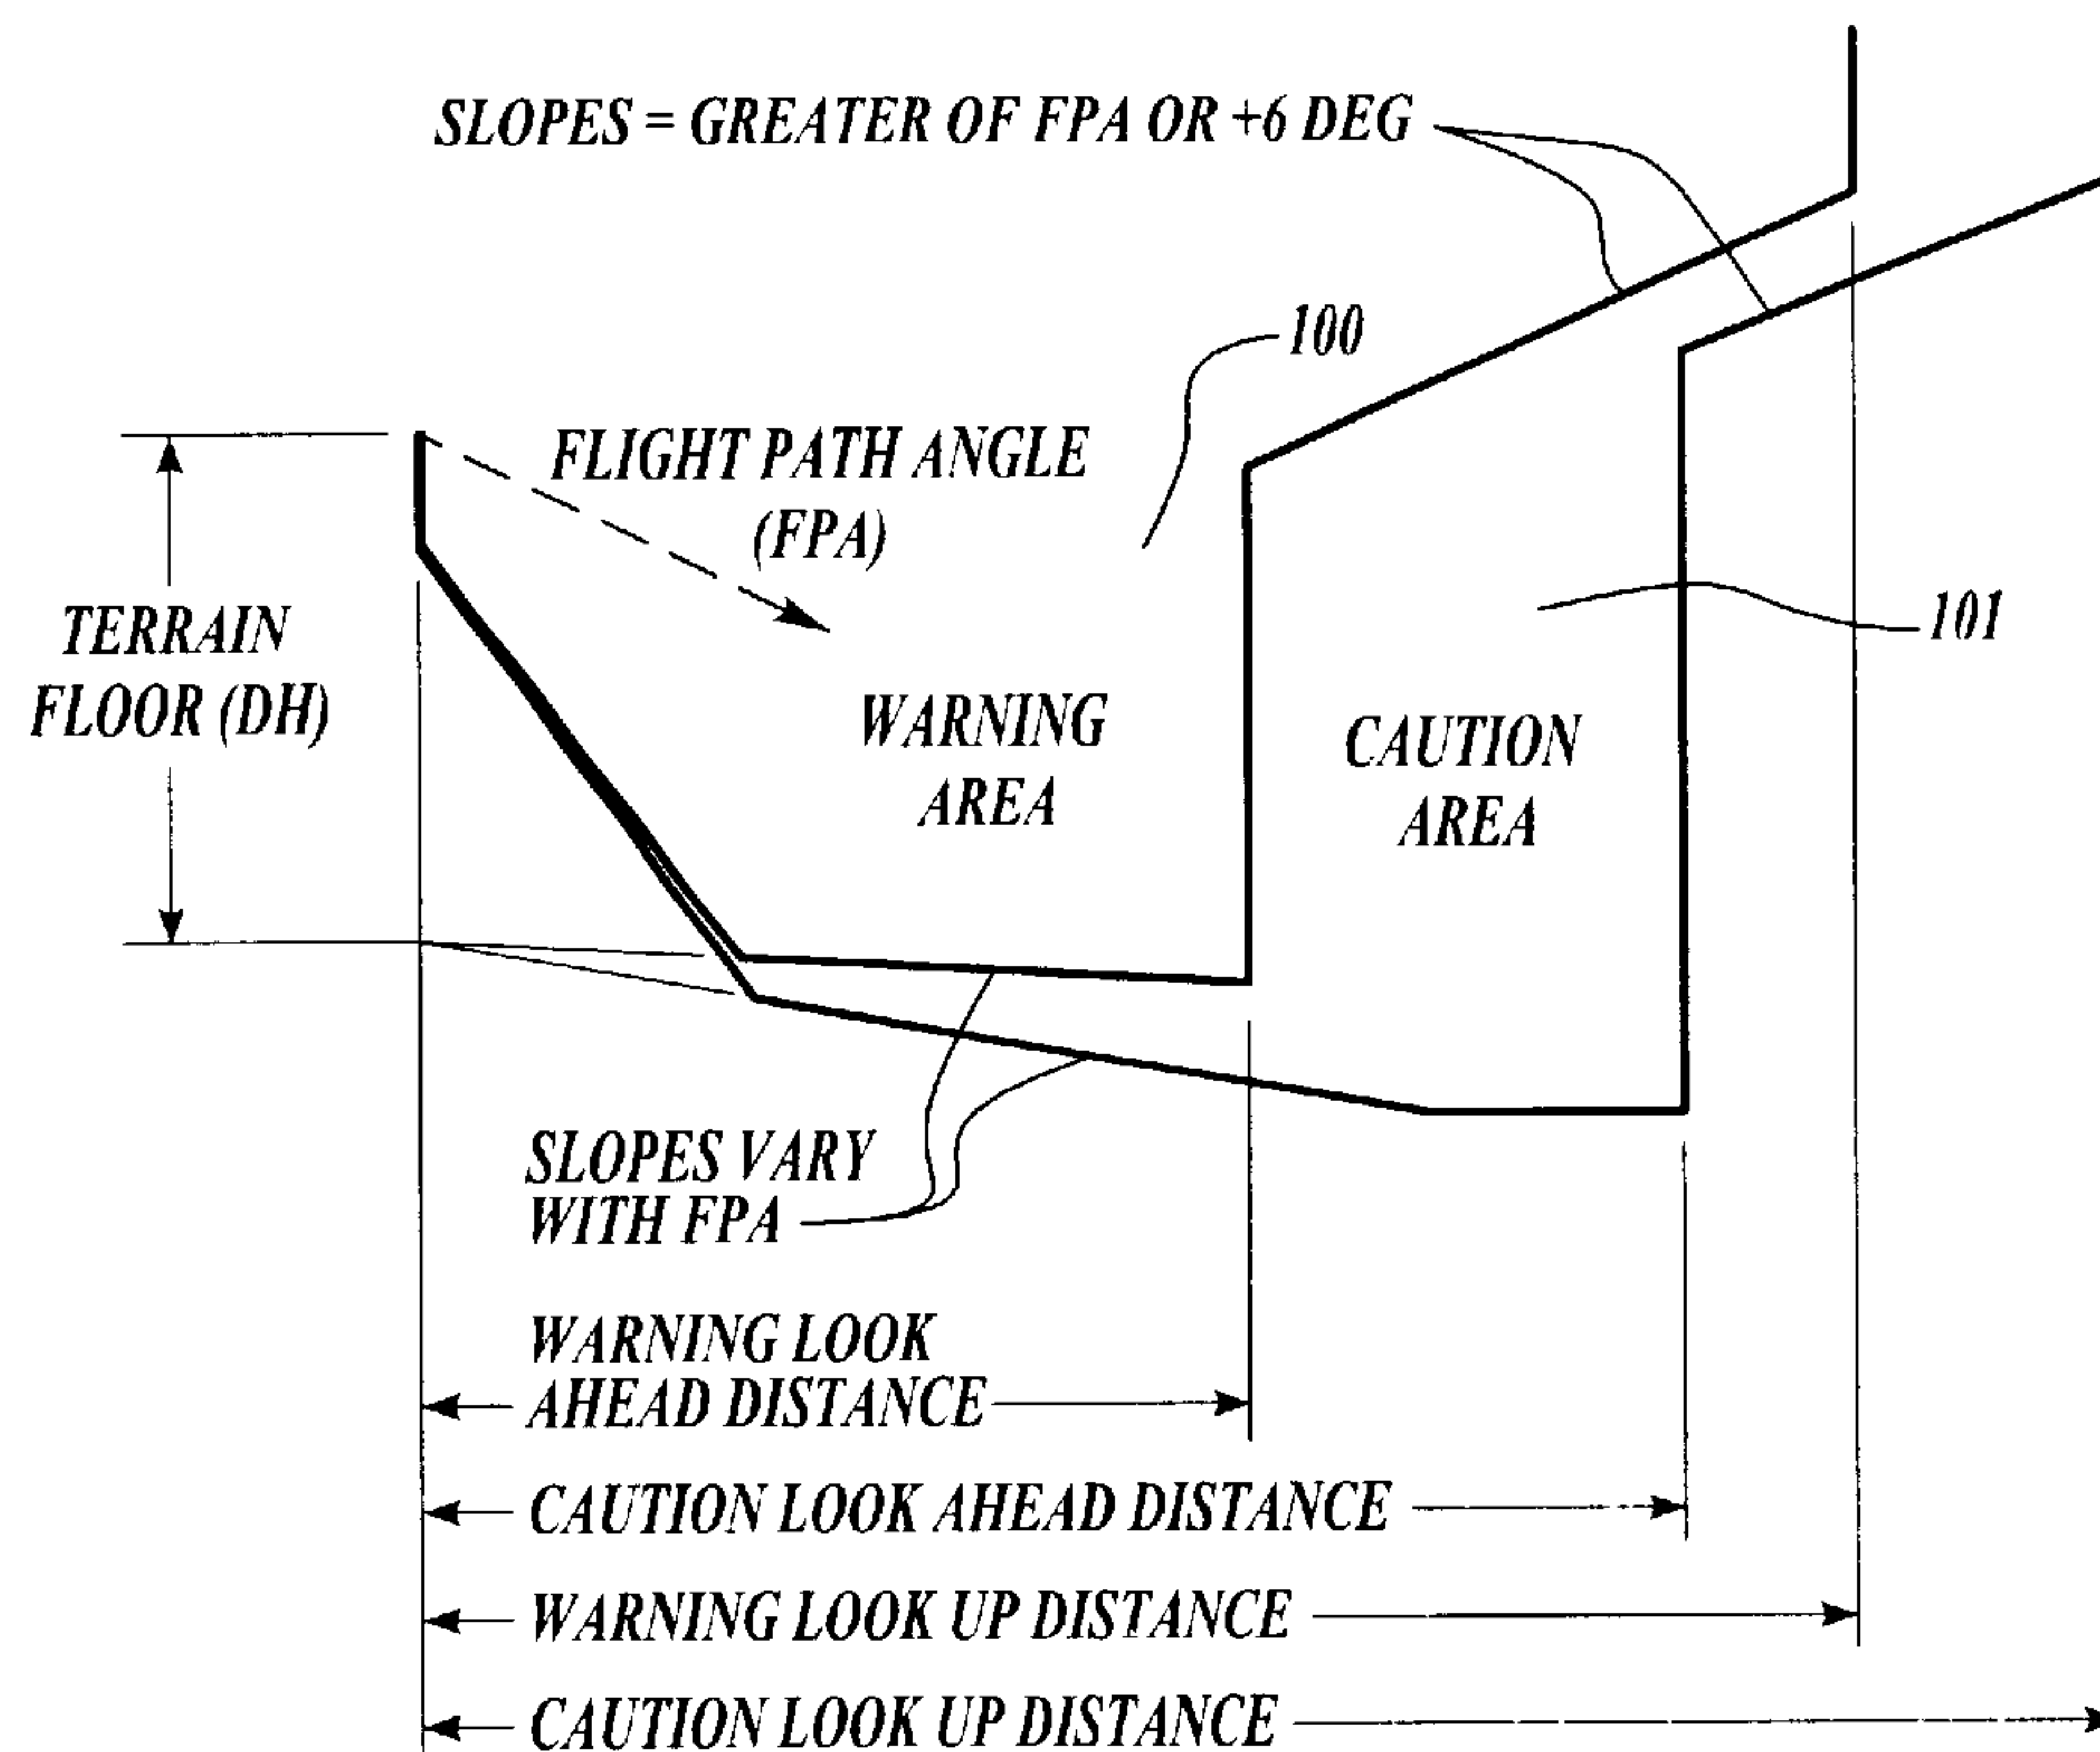 SLOPES = GREATER OF FPA OR +6 DEG
100
FLIGHT PATH ANGLE
(FPA)
TERRAIN
FLOOR (DH)
101
WARNING
AREA
CAUTION
AREA
SLOPES VARY
WITH FPA
WARNING LOOK
AHEAD DISTANCE
CAUTION LOOK AHEAD DISTANCE
WARNING LOOK UP DISTANCE
CAUTION LOOK UP DISTANCE